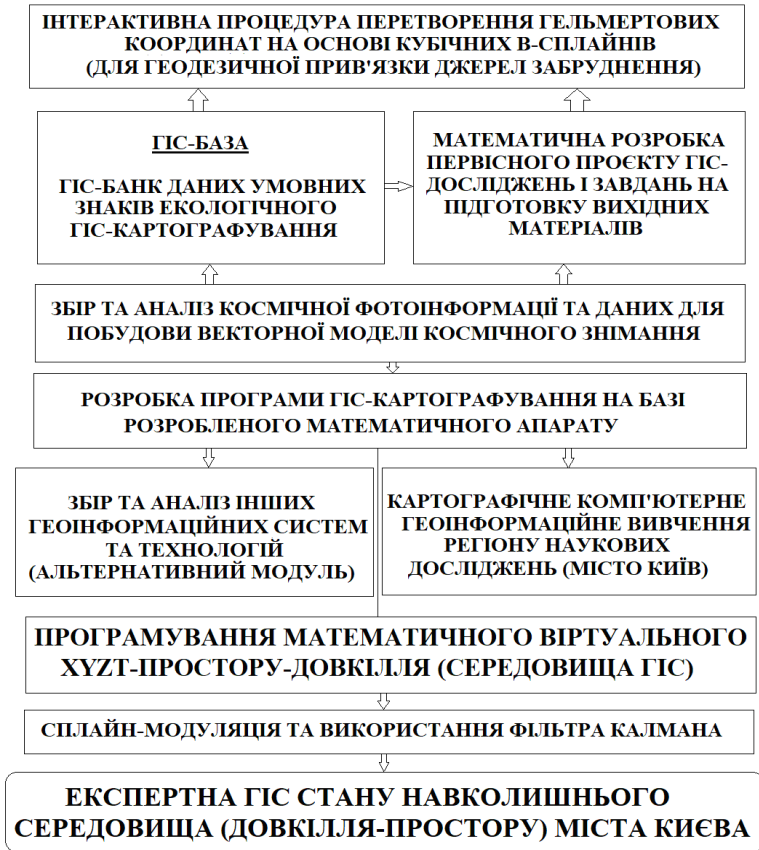 ІНТЕРАКТИВНА ПРОЦЕДУРА ПЕРЕТВОРЕННЯ ГЕЛЬМЕРТОВИХ
КООРДИНАТ НА ОСНОВІ КУБІЧНИХ В-СПЛАЙНІВ
(ДЛЯ ГЕОДЕЗИЧНОЇ ПРИВ'ЯЗКИ ДЖЕРЕЛ ЗАБРУДНЕННЯ)
ГІС-БАЗА
ГІС-БАНК ДАНИХ УМОВНИХ
ЗНАКІВ ЕКОЛОГІЧНОГО
ГІС-КАРТОГРАФУВАННЯ
МАТЕМАТИЧНА РОЗРОБКА
ПЕРВІСНОГО ПРОЄКТУ ГІС-
ДОСЛІДЖЕНЬ І ЗАВДАНЬ НА
ПІДГОТОВКУ ВИХІДНИХ
МАТЕРІАЛІВ
ЗБІР ТА АНАЛІЗ КОСМІЧНОЇ ФОТОІНФОРМАЦІЇ ТА ДАНИХ ДЛЯ
ПОБУДОВИ ВЕКТОРНОЇ МОДЕЛІ КОСМІЧНОГО ЗНІМАННЯ
РОЗРОБКА ПРОГРАМИ ГІС-КАРТОГРАФУВАННЯ НА БАЗІ
РОЗРОБЛЕНОГО МАТЕМАТИЧНОГО АПАРАТУ
ЗБІР ТА АНАЛІЗ ІНШИХ
ГЕОІНФОРМАЦІЙНИХ СИСТЕМ
ТА ТЕХНОЛОГІЙ
(АЛЬТЕРНАТИВНИЙ МОДУЛЬ)
КАРТОГРАФІЧНЕ КОМП'ЮТЕРНЕ
ГЕОІНФОРМАЦІЙНЕ ВИВЧЕННЯ
РЕГІОНУ НАУКОВИХ
ДОСЛІДЖЕНЬ (МІСТО КИЇВ)
ПРОГРАМУВАННЯ МАТЕМАТИЧНОГО ВІРТУАЛЬНОГО
XYZT-ПРОСТОРУ-ДОВКІЛЛЯ (СЕРЕДОВИЩА ГІС)
СПЛАЙН-МОДУЛЯЦІЯ ТА ВИКОРИСТАННЯ ФІЛЬТРА КАЛМАНА
ЕКСПЕРТНА ГІС СТАНУ НАВКОЛИШНЬОГО
СЕРЕДОВИЩА (ДОВКІЛЛЯ-ПРОСТОРУ) МІСТА КИЄВА